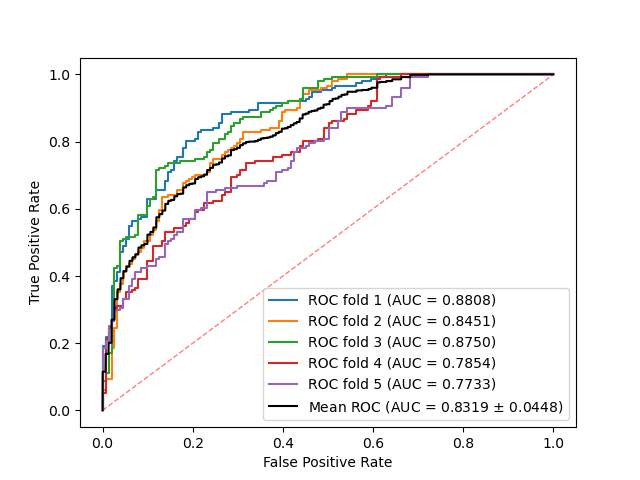 1.0
0.8
0.6
0.4
0.2
0.0
True Positive Rate
ROC fold 1 (AUC = 0.8808)
ROC fold 2 (AUC = 0.8451)
ROC fold 3 (AUC = 0.8750)
ROC fold 4 (AUC = 0.7854)
ROC fold 5 (AUC = 0.7733)
Mean ROC (AUC = 0.8319 ± 0.0448)
0.0 0.2 0.4 0.6 0.8 1.0
False Positive Rate